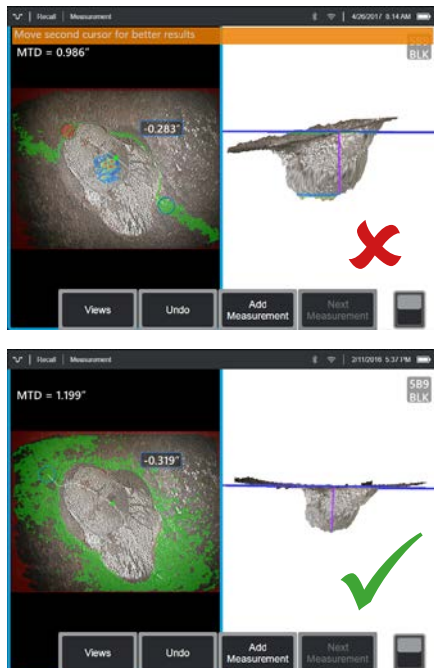 Recall | Measurement 4/26/2017 8:14 AM
Move second cursor for better results
MTD = 0.986"
BLK
-0.283"
Views Undo Add Measurement Next Measurement
Recall | Measurement 2/11/2016 5:37 PM
MTD = 1.199"
SB9
BLK
-0.319"
Views Undo Add Measurement Next Measurement